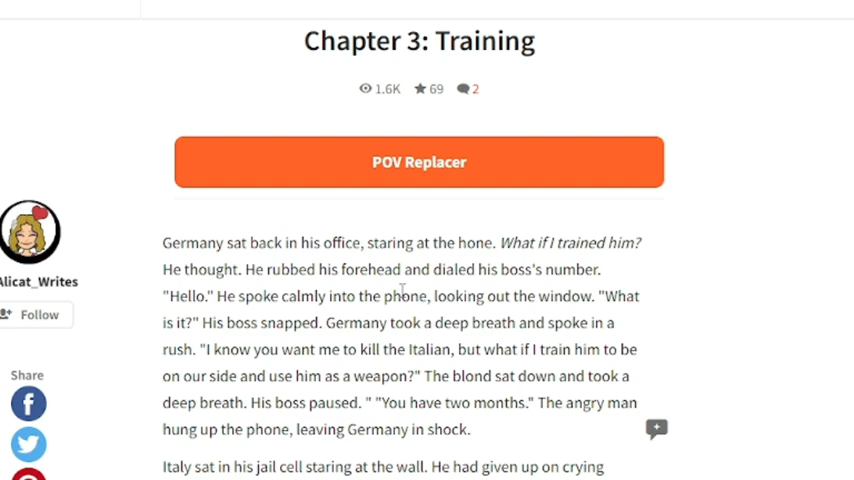 Chapter 3: Training
1.6K 69 2
POV Replacer
Germany sat back in his office, staring at the hone. What if I trained him?
He thought. He rubbed his forehead and dialed his boss's number.
"Hello." He spoke calmly into the phone, looking out the window. "What
is it?" His boss snapped. Germany took a deep breath and spoke in a
rush. "I know you want me to kill the Italian, but what if I train him to be
on our side and use him as a weapon?" The blond sat down and took a
deep breath. His boss paused. " "You have two months." The angry man
hung up the phone, leaving Germany in shock.
Italy sat in his jail cell staring at the wall. He had given up on crying
Alicat_Writes
Follow
Share